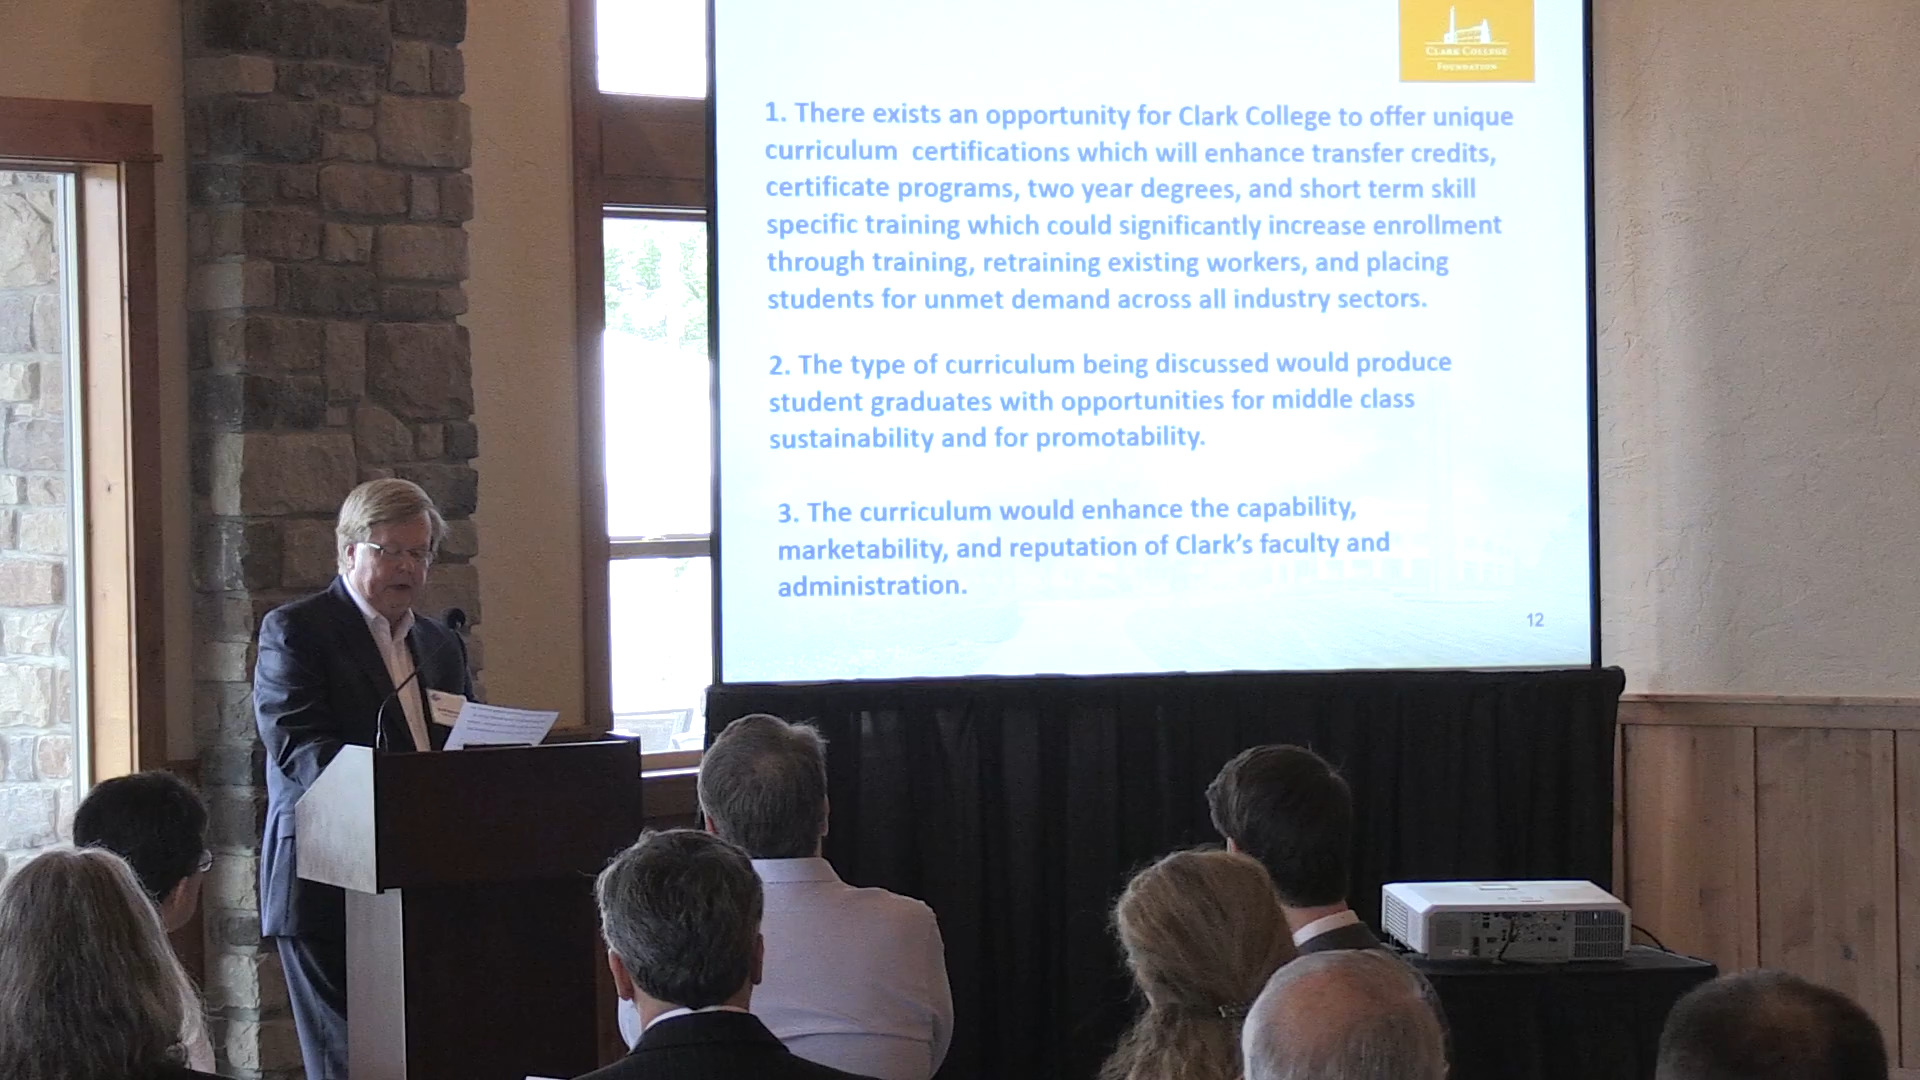 CLARK COLLEGE
FOUNDATION
1. There exists an opportunity for Clark College to offer unique
curriculum certifications which will enhance transfer credits,
certificate programs, two year degrees, and short term skill
specific training which could significantly increase enrollment
through training, retraining existing workers, and placing
students for unmet demand across all industry sectors.
2. The type of curriculum being discussed would produce
student graduates with opportunities for middle class
sustainability and for promotability.
3. The curriculum would enhance the capability,
marketability, and reputation of Clark’s faculty and
administration.
12